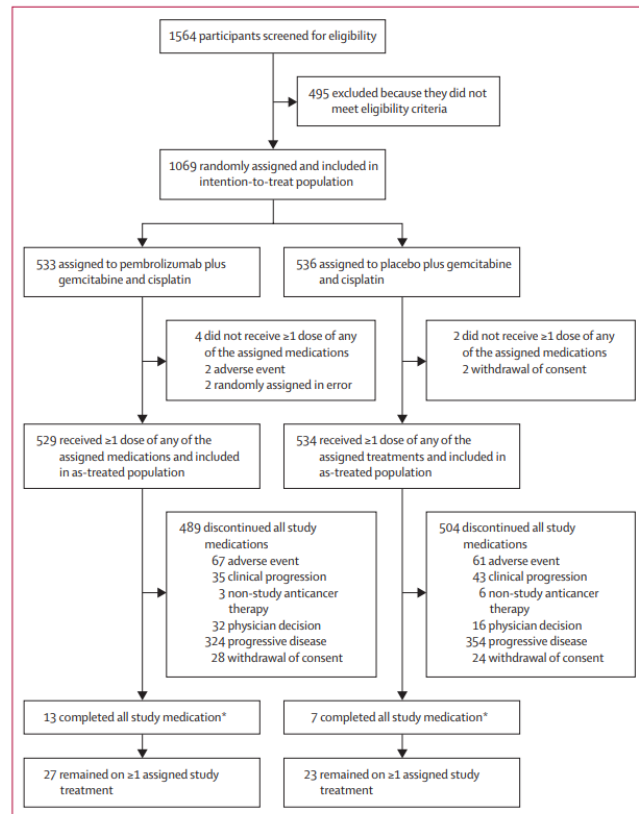 1564 participants screened for eligibility
495 excluded because they did not
meet eligibility criteria
1069 randomly assigned and included in
intention-to-treat population
533 assigned to pembrolizumab plus
gemcitabine and cisplatin
536 assigned to placebo plus gemcitabine
and cisplatin
4 did not receive ≥1 dose of any
of the assigned medications
2 adverse event
2 randomly assigned in error
2 did not receive ≥1 dose of any
of the assigned medications
2 withdrawal of consent
529 received ≥1 dose of any of the
assigned medications and included
in as-treated population
534 received ≥1 dose of any of the
assigned treatments and included in
as-treated population
489 discontinued all study
medications
67 adverse event
35 clinical progression
3 non-study anticancer
therapy
32 physician decision
324 progressive disease
28 withdrawal of consent
504 discontinued all study
medications
61 adverse event
43 clinical progression
6 non-study anticancer
therapy
16 physician decision
354 progressive disease
24 withdrawal of consent
13 completed all study medication*
7 completed all study medication*
27 remained on ≥1 assigned study
treatment
23 remained on ≥1 assigned study
treatment